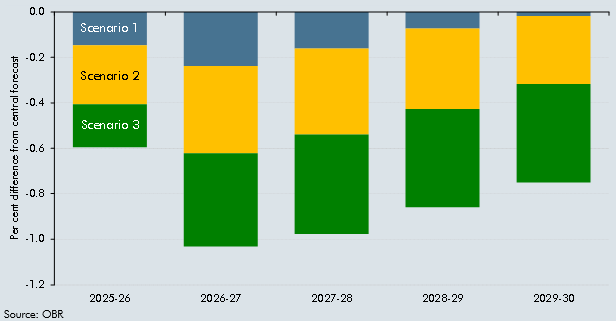 Per cent difference from central forecast
0.0
-0.2
-0.4
-0.6
-0.8
-1.0
-1.2
Scenario 1
Scenario 2
Scenario 3
2025-26 2026-27 2027-28 2028-29 2029-30
Source: OBR